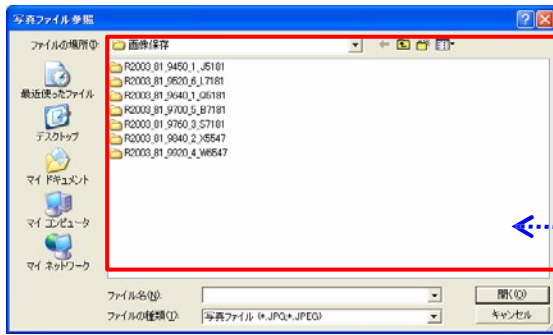 写真ファイル参照
ファイルの場所(I): 画像保存
R2003_81_9450_1_J5181
R2003_81_9520_6_L7181
R2003_81_9640_1_Q6181
R2003_81_9700_5_B7181
R2003_81_9760_3_S7181
R2003_81_9840_2_X5547
R2003_81_9920_4_W6547
最近使ったファイル
デスクトップ
マイ ドキュメント
マイ コンピュータ
マイ ネットワーク
ファイル名(N): 開く(O)
ファイルの種類(T): 写真ファイル (*.JPG;*.JPEG) キャンセル